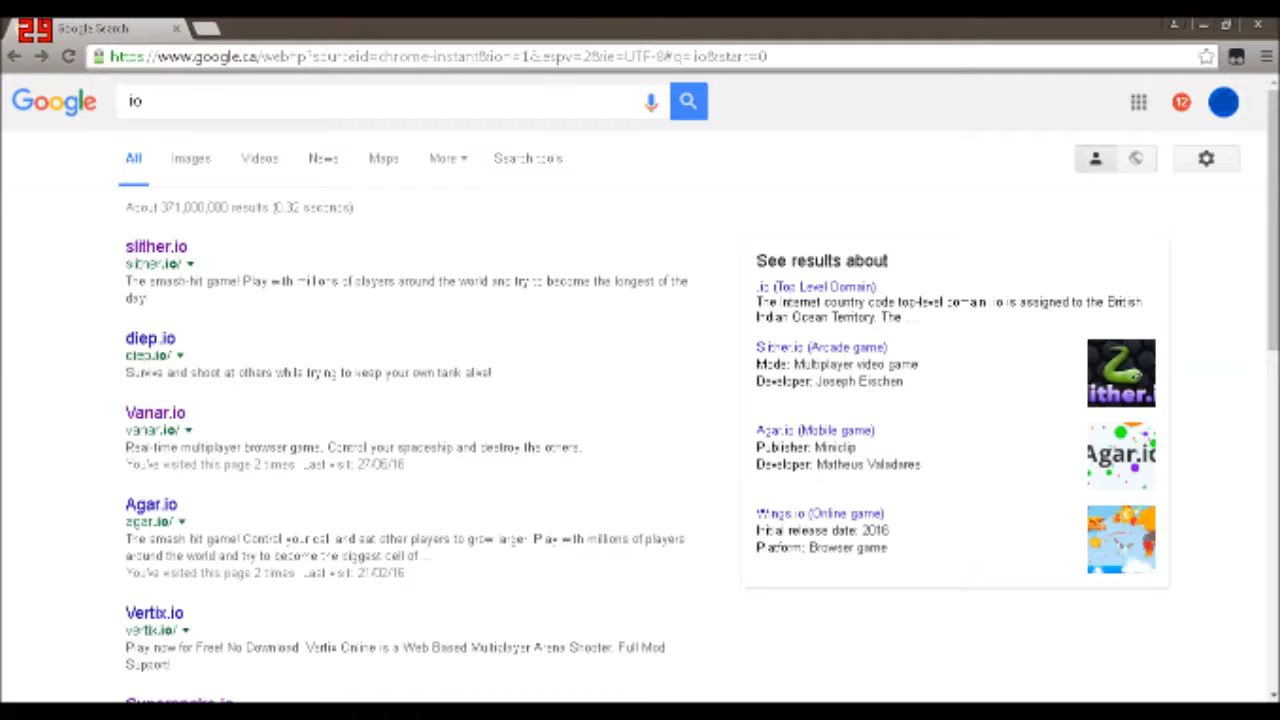 29
Google Search
https://www.google.ca/webhp?sourceid=chrome-instant&ion=1&espv=2&ie=UTF-8#q=io&start=0
Google
io
12
All Images Videos News Maps More Search tools
About 371,000,000 results (0.32 seconds)
slither.io
slither.io/
The smash-hit game! Play with millions of players around the world and try to become the longest of the
day!
diep.io
diep.io/
Survive and shoot at others while trying to keep your own tank alive!
Vanar.io
vanar.io/
Real-time multiplayer browser game. Control your spaceship and destroy the others.
You've visited this page 2 times. Last visit: 27/06/16
Agar.io
agar.io/
The smash hit game! Control your cell and eat other players to grow larger. Play with millions of players
around the world and try to become the biggest cell of ...
You've visited this page 2 times. Last visit: 21/02/16
Vertix.io
vertix.io/
Play now for Free! No Download. Vertix Online is a Web Based Multiplayer Arena Shooter. Full Mod
Support!
See results about
.io (Top Level Domain)
The Internet country code top-level domain .io is assigned to the British
Indian Ocean Territory. The ...
Slither.io (Arcade game)
Mode: Multiplayer video game
Developer: Joseph Eischen
ither.i
Agar.io (Mobile game)
Publisher: Miniclip
Developer: Matheus Valadares
Agar.ic
Wings.io (Online game)
Initial release date: 2016
Platform: Browser game